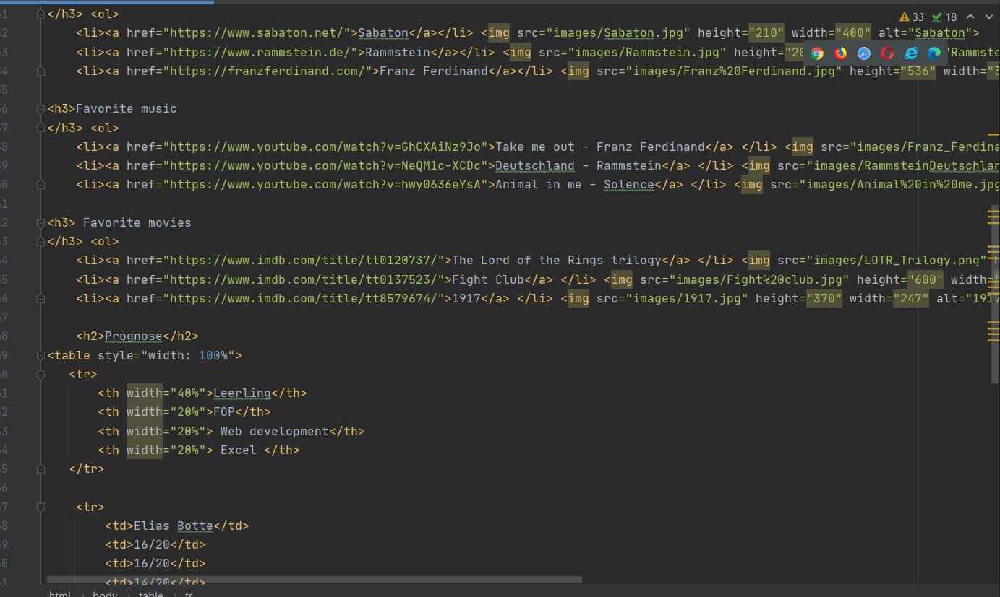 </h3> <ol>
<li><a href="https://www.sabaton.net/">Sabaton</a></li> <img src="images/Sabaton.jpg" height="210" width="400" alt="Sabaton">
<li><a href="https://www.rammstein.de/">Rammstein</a></li> <img src="images/Rammstein.jpg" height="20
<li><a href="https://franzferdinand.com/">Franz Ferdinand</a></li> <img src="images/Franz%20Ferdinand.jpg" height="536" width="3
<h3>Favorite music
</h3> <ol>
<li><a href="https://www.youtube.com/watch?v=GhCXAiNz9Jo">Take me out - Franz Ferdinand</a> </li> <img src="images/Franz_Ferdina
<li><a href="https://www.youtube.com/watch?v=NeQM1c-XCDc">Deutschland - Rammstein</a> </li> <img src="images/RammsteinDeutschlan
<li><a href="https://www.youtube.com/watch?v=hwy0636eYsA">Animal in me - Solence</a> </li> <img src="images/Animal%20in%20me.jpg
<h3> Favorite movies
</h3> <ol>
<li><a href="https://www.imdb.com/title/tt0120737/">The Lord of the Rings trilogy</a> </li> <img src="images/LOTR_Trilogy.png"
<li><a href="https://www.imdb.com/title/tt0137523/">Fight Club</a> </li> <img src="images/Fight%20club.jpg" height="600" width="
<li><a href="https://www.imdb.com/title/tt8579674/">1917</a> </li> <img src="images/1917.jpg" height="370" width="247" alt="1917
<h2>Prognose</h2>
<table style="width: 100%">
<tr>
<th width="40%">Leerling</th>
<th width="20%">FOP</th>
<th width="20%"> Web development</th>
<th width="20%"> Excel </th>
</tr>
<tr>
<td>Elias Botte</td>
<td>16/20</td>
<td>16/20</td>
<td>14/20</td>
html › body › table › tr
33 18